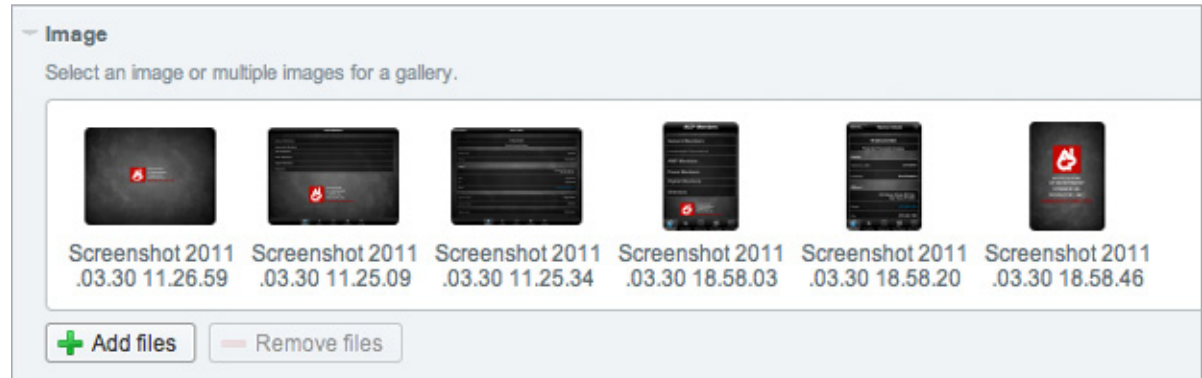 Image
Select an image or multiple images for a gallery.
Screenshot 2011
.03.30 11.26.59
Screenshot 2011
.03.30 11.25.09
Screenshot 2011
.03.30 11.25.34
Screenshot 2011
.03.30 18.58.03
Screenshot 2011
.03.30 18.58.20
Screenshot 2011
.03.30 18.58.46
Add files
Remove files